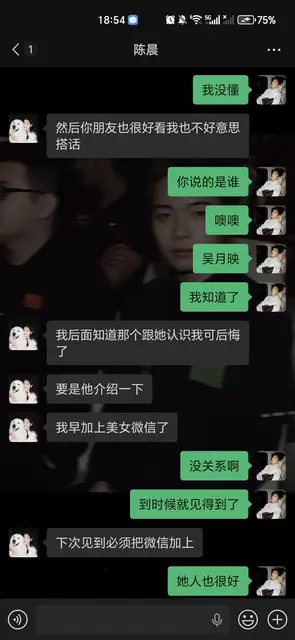 18:54
5G
75%
1
陈晨
我没懂
然后你朋友也很好看我也不好意思
搭话
你说的是谁
噢噢
吴月映
我知道了
我后面知道那个跟她认识我可后悔
了
要是他介绍一下
我早加上美女微信了
没关系啊
到时候就见得到了
下次见到必须把微信加上
她人也很好